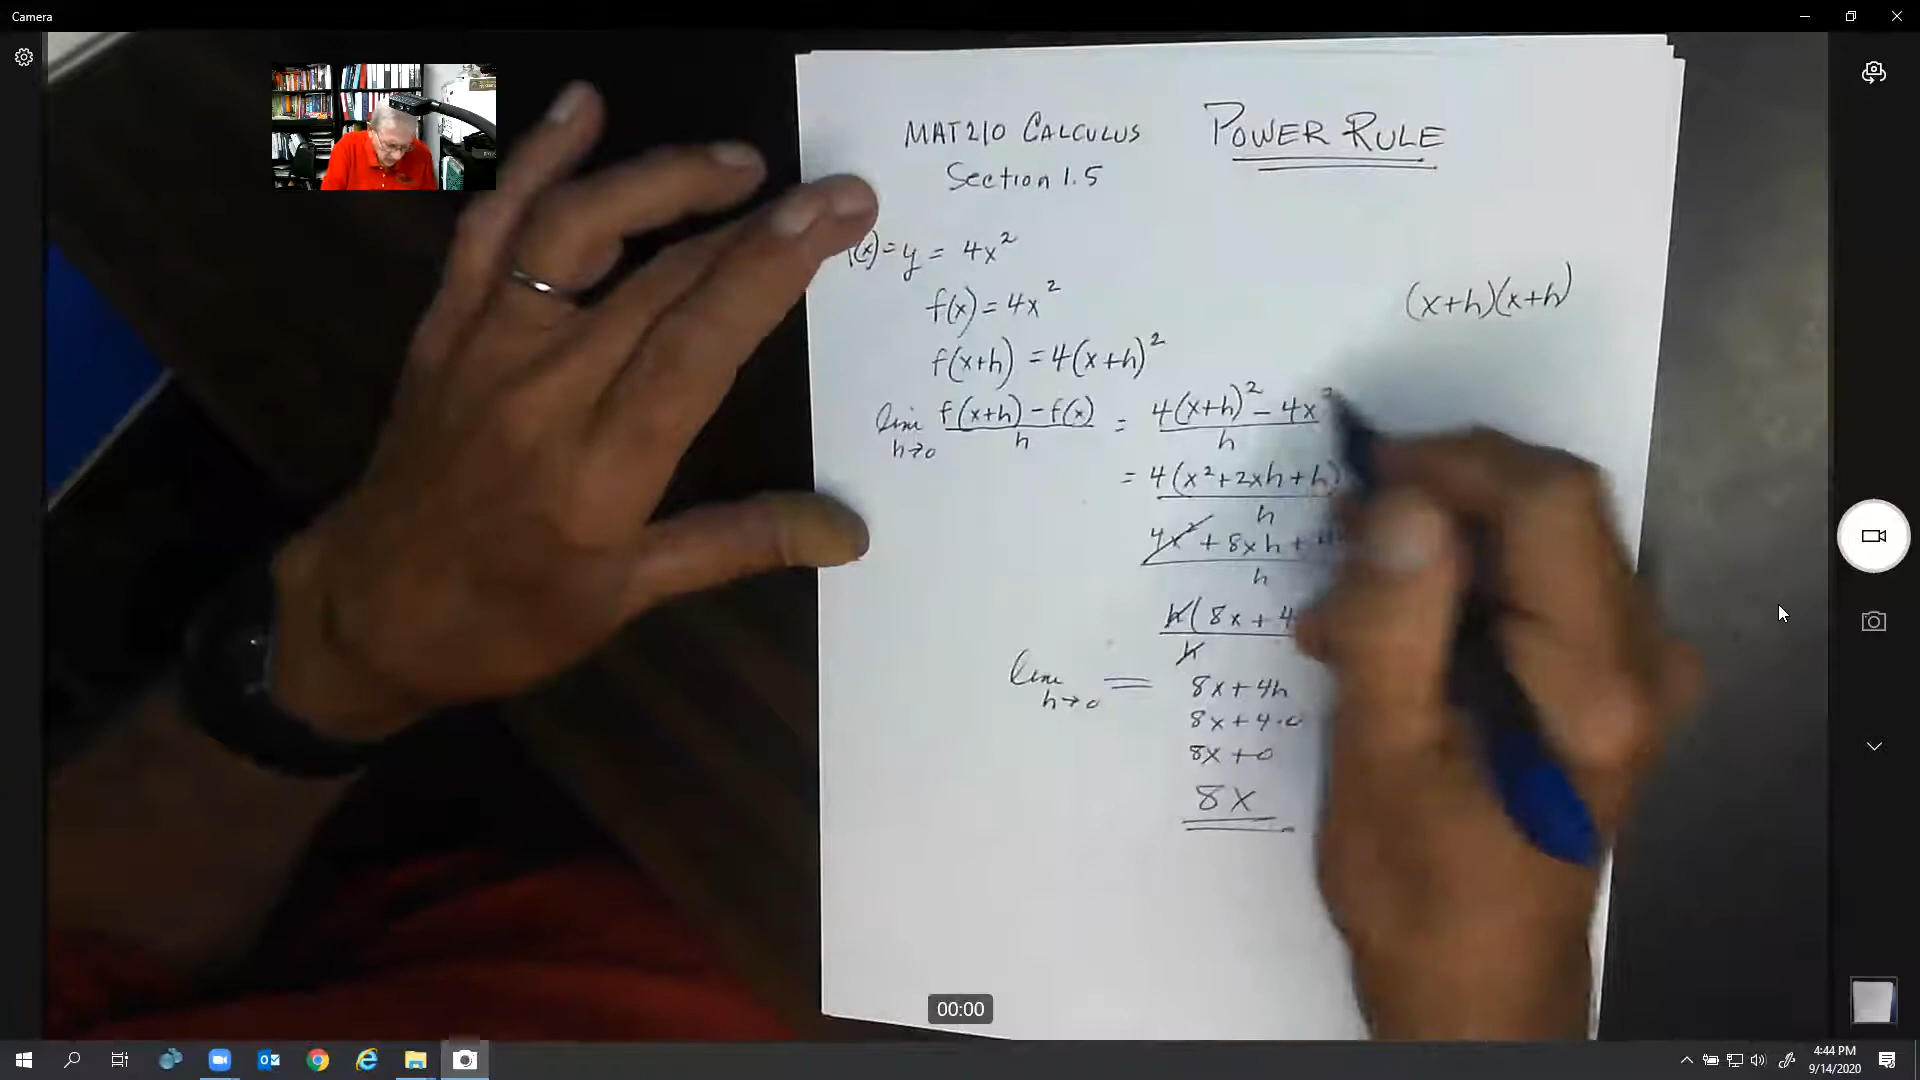 Camera
MAT210 CALCULUS
POWER RULE
Section 1.5
(x) = y = 4x²
f(x) = 4x²
(x+h)(x+h)
f(x+h) = 4(x+h)²
lim h→0 f(x+h) - f(x) / h = 4(x+h)² - 4x² / h
= 4(x² + 2xh + h) / h
4x² + 8xh + / h
h(8x + 4 / h
lim h→0 = 8x + 4h
8x + 4·0
8x + 0
8x
00:00
4:44 PM
9/14/2020